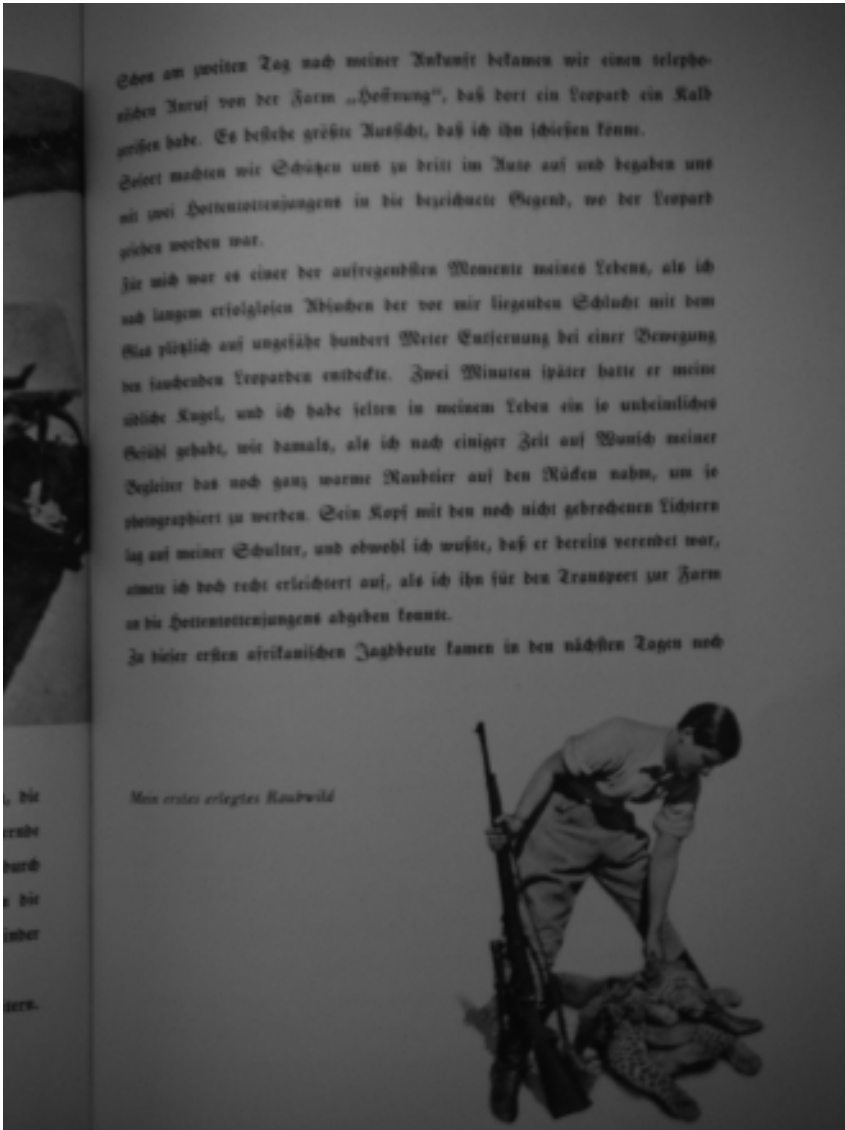 Schon am zweiten Tag nach meiner Ankunft bekamen wir einen telepho-
nischen Anruf von der Farm „Hoffnung“, daß dort ein Leopard ein Kalb
gerissen habe. Es bestehe größte Aussicht, daß ich ihn schießen könne.
Sofort machten wir Schützen uns zu dritt im Auto auf und begaben uns
mit zwei Hottentottenjungens in die bezeichnete Gegend, wo der Leopard
gesehen worden war.
Für mich war es einer der aufregendsten Momente meines Lebens, als ich
nach langem erfolglosen Absuchen der vor mir liegenden Schlucht mit dem
Glas plötzlich auf ungefähr hundert Meter Entfernung bei einer Bewegung
den fauchenden Leoparden entdeckte. Zwei Minuten später hatte er meine
tödliche Kugel, und ich habe selten in meinem Leben ein so unheimliches
Gefühl gehabt, wie damals, als ich nach einiger Zeit auf Wunsch meiner
Begleiter das noch ganz warme Raubtier auf den Rücken nahm, um so
photographiert zu werden. Sein Kopf mit den noch nicht gebrochenen Lichtern
lag auf meiner Schulter, und obwohl ich wußte, daß er bereits verendet war,
atmete ich doch recht erleichtert auf, als ich ihn für den Transport zur Farm
an die Hottentottenjungens abgeben konnte.
Zu dieser ersten afrikanischen Jagdbeute kamen in den nächsten Tagen noch
Mein erstes erlegtes Raubwild
die
durch
die